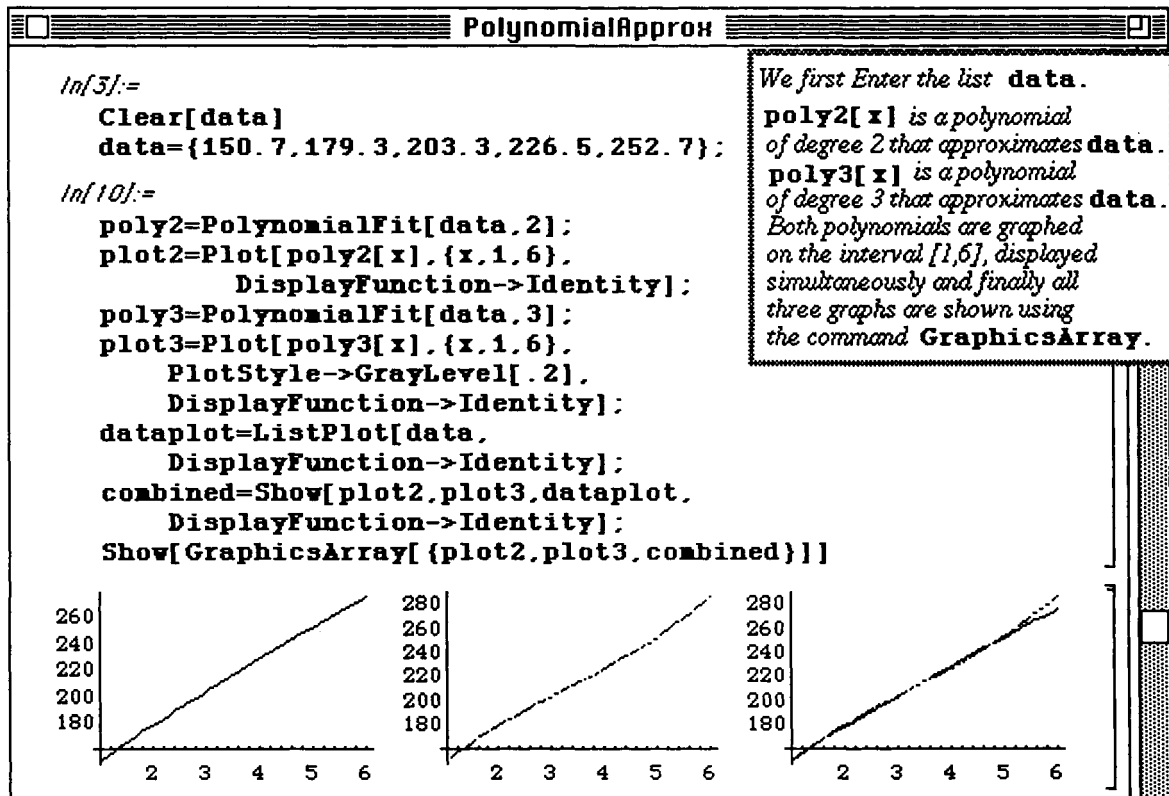 PolynomialApprox
In[3]:=
Clear[data]
data={150.7,179.3,203.3,226.5,252.7};
In[10]:=
poly2=PolynomialFit[data,2];
plot2=Plot[poly2[x],{x,1,6},
DisplayFunction->Identity];
poly3=PolynomialFit[data,3];
plot3=Plot[poly3[x],{x,1,6},
PlotStyle->GrayLevel[.2],
DisplayFunction->Identity];
dataplot=ListPlot[data,
DisplayFunction->Identity];
combined=Show[plot2,plot3,dataplot,
DisplayFunction->Identity];
Show[GraphicsArray[{plot2,plot3,combined}]]
We first Enter the list data.
poly2[x] is a polynomial
of degree 2 that approximates data.
poly3[x] is a polynomial
of degree 3 that approximates data.
Both polynomials are graphed
on the interval [1,6], displayed
simultaneously and finally all
three graphs are shown using
the command GraphicsArray.
260
240
220
200
180
2 3 4 5 6
280
260
240
220
200
180
2 3 4 5 6
280
260
240
220
200
180
2 3 4 5 6